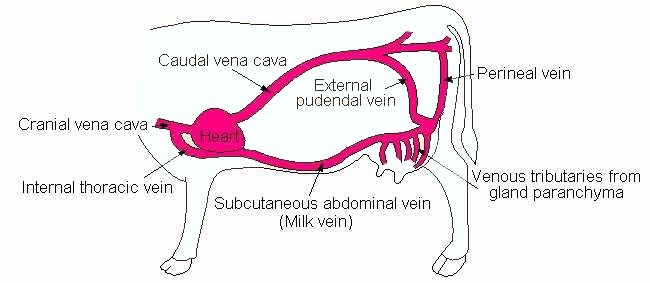 Caudal vena cava
External
pudendal vein
Perineal vein
Cranial vena cava
Heart
Internal thoracic vein
Subcutaneous abdominal vein
(Milk vein)
Venous tributaries from
gland paranchyma